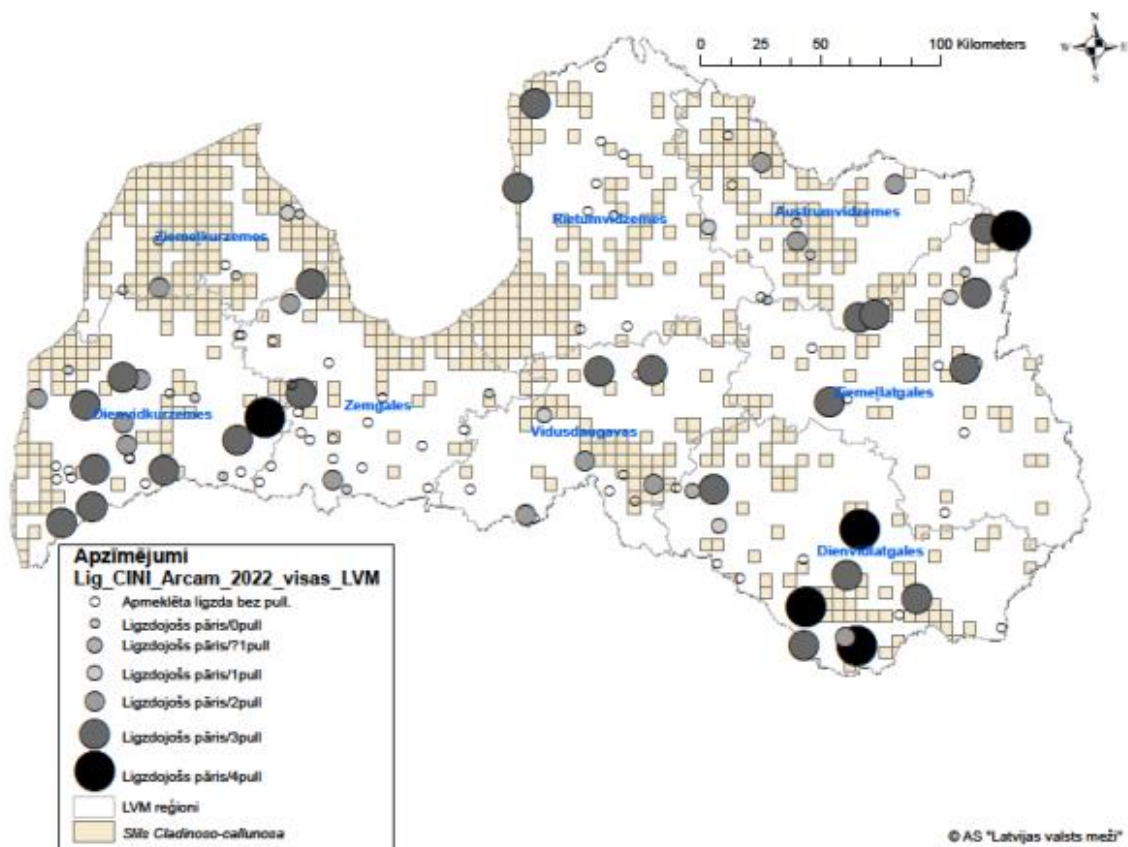 N
W E
S
0 25 50 100 Kilometers
Rietumvidzemes
Austrumvidzemes
Ziemeļkurzemes
Ziemeļlatgales
Dienvidkurzemes
Zemgales
Vidusdaugavas
Dienvidlatgales
Apzīmējumi
Lig_CINI_Arcam_2022_visas_LVM
Apmeklēta ligzda bez pull.
Ligzdojošs pāris/0pull
Ligzdojošs pāris/?1pull
Ligzdojošs pāris/1pull
Ligzdojošs pāris/2pull
Ligzdojošs pāris/3pull
Ligzdojošs pāris/4pull
LVM reģioni
Sils Cladinoso-callunosa
© AS "Latvijas valsts meži"